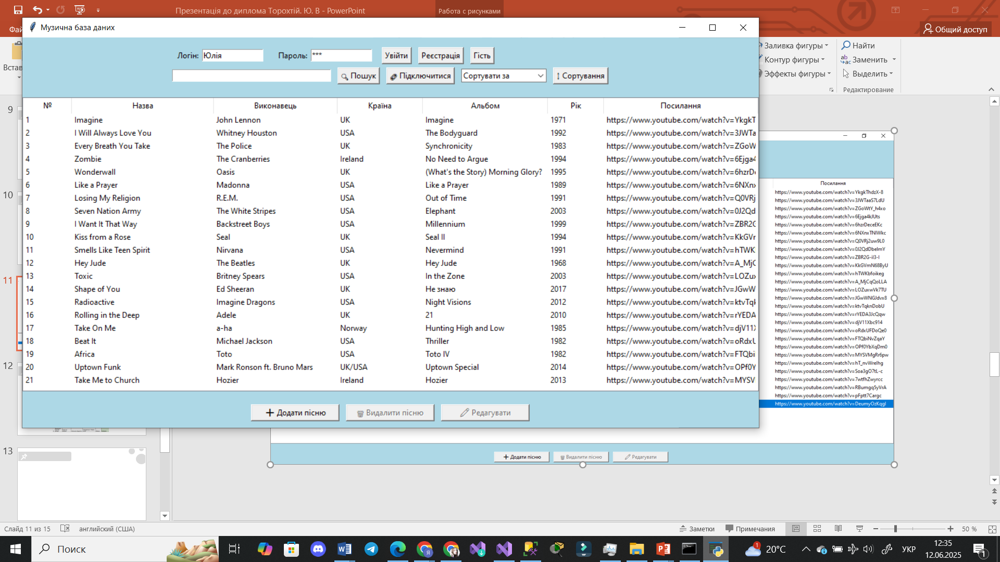 Презентація до диплома Торохтій. Ю. В - PowerPoint
Работа с рисунками
Фай
Общий доступ
Музична база даних
Встав
Заливка фигуры
Контур фигуры
Эффекты фигуры
Найти
Заменить
Выделить
Редактирование
Логін: Юлія Пароль: *** Увійти Реєстрація Гість
Пошук Підключитися Сортувати за Сортування
№ Назва Виконавець Країна Альбом Рік Посилання
1 Imagine John Lennon UK Imagine 1971 https://www.youtube.com/watch?v=YkgkT
2 I Will Always Love You Whitney Houston USA The Bodyguard 1992 https://www.youtube.com/watch?v=3JWTa
3 Every Breath You Take The Police UK Synchronicity 1983 https://www.youtube.com/watch?v=ZGoW
4 Zombie The Cranberries Ireland No Need to Argue 1994 https://www.youtube.com/watch?v=6Ejga4
5 Wonderwall Oasis UK (What's the Story) Morning Glory? 1995 https://www.youtube.com/watch?v=6hzrD
6 Like a Prayer Madonna USA Like a Prayer 1989 https://www.youtube.com/watch?v=6NXnx
7 Losing My Religion R.E.M. USA Out of Time 1991 https://www.youtube.com/watch?v=Q0VRj
8 Seven Nation Army The White Stripes USA Elephant 2003 https://www.youtube.com/watch?v=0J2Qd
9 I Want It That Way Backstreet Boys USA Millennium 1999 https://www.youtube.com/watch?v=ZBR2G
10 Kiss from a Rose Seal UK Seal II 1994 https://www.youtube.com/watch?v=KkGVr
11 Smells Like Teen Spirit Nirvana USA Nevermind 1991 https://www.youtube.com/watch?v=hTWK
12 Hey Jude The Beatles UK Hey Jude 1968 https://www.youtube.com/watch?v=A_MjC
13 Toxic Britney Spears USA In the Zone 2003 https://www.youtube.com/watch?v=LOZux
14 Shape of You Ed Sheeran UK Не знаю 2017 https://www.youtube.com/watch?v=JGwW
15 Radioactive Imagine Dragons USA Night Visions 2012 https://www.youtube.com/watch?v=ktvTqk
16 Rolling in the Deep Adele UK 21 2010 https://www.youtube.com/watch?v=rYEDA
17 Take On Me a-ha Norway Hunting High and Low 1985 https://www.youtube.com/watch?v=djV11X
18 Beat It Michael Jackson USA Thriller 1982 https://www.youtube.com/watch?v=oRdxU
19 Africa Toto USA Toto IV 1982 https://www.youtube.com/watch?v=FTQbi
20 Uptown Funk Mark Ronson ft. Bruno Mars UK/USA Uptown Special 2014 https://www.youtube.com/watch?v=OPf0Y
21 Take Me to Church Hozier Ireland Hozier 2013 https://www.youtube.com/watch?v=MYSV
Додати пісню Видалити пісню Редагувати
Посилання
https://www.youtube.com/watch?v=YkgkThdzX-8
https://www.youtube.com/watch?v=3JWTaaS7LdU
https://www.youtube.com/watch?v=ZGoWtY_h4xo
https://www.youtube.com/watch?v=6Ejga4kJUts
https://www.youtube.com/watch?v=6hzrDeceEKc
https://www.youtube.com/watch?v=6NXnxTNIWkc
https://www.youtube.com/watch?v=Q0VRj2uw9L0
https://www.youtube.com/watch?v=0J2QdDbelmY
https://www.youtube.com/watch?v=ZBR2G-iI3-I
https://www.youtube.com/watch?v=KkGVmN68ByU
https://www.youtube.com/watch?v=hTWKbfoikeg
https://www.youtube.com/watch?v=A_MjCqQoLLA
https://www.youtube.com/watch?v=LOZuxwVk7TU
https://www.youtube.com/watch?v=JGwWNGJdvx8
https://www.youtube.com/watch?v=ktvTqknDobU
https://www.youtube.com/watch?v=rYEDA3JcQqw
https://www.youtube.com/watch?v=djV11Xbc914
https://www.youtube.com/watch?v=oRdxUFDoQe0
https://www.youtube.com/watch?v=FTQbiNvZqaY
https://www.youtube.com/watch?v=OPf0YbXqDm0
https://www.youtube.com/watch?v=MYSVMgRr6pw
https://www.youtube.com/watch?v=hT_nvWreIhg
https://www.youtube.com/watch?v=Soa3gO7tL-c
https://www.youtube.com/watch?v=7wtfhZwyrcc
https://www.youtube.com/watch?v=RBumgq5yVrA
https://www.youtube.com/watch?v=pFptt7Cargc
https://www.youtube.com/watch?v=DeumyOzKqgI
Додати пісню Видалити пісню Редагувати
9
10
11
12
13
Слайд 11 из 15 английский (США) Заметки Примечания 50 %
Поиск 20°C УКР 12:35
12.06.2025
1
1